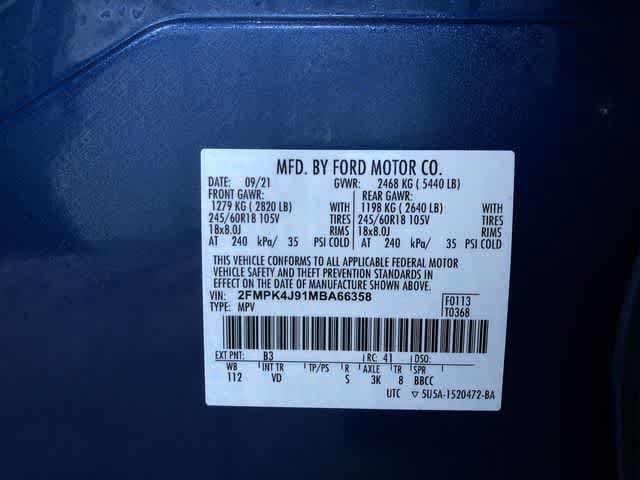 MFD. BY FORD MOTOR CO.
DATE: 09/21 GVWR: 2468 KG ( 5440 LB)
FRONT GAWR: REAR GAWR:
1279 KG ( 2820 LB) WITH 1198 KG ( 2640 LB) WITH
245/60R18 105V TIRES 245/60R18 105V TIRES
18x8.0J RIMS 18x8.0J RIMS
AT 240 kPa/ 35 PSI COLD AT 240 kPa/ 35 PSI COLD
THIS VEHICLE CONFORMS TO ALL APPLICABLE FEDERAL MOTOR
VEHICLE SAFETY AND THEFT PREVENTION STANDARDS IN
EFFECT ON THE DATE OF MANUFACTURE SHOWN ABOVE.
VIN: 2FMPK4J91MBA66358 F0113
TYPE: MPV T0368
EXT PNT: B3 RC: 41 DSO:
WB INT TR TP/PS R AXLE TR SPR
112 VD S 3K 8 BBCC
UTC ▽ 5U5A-1520472-BA